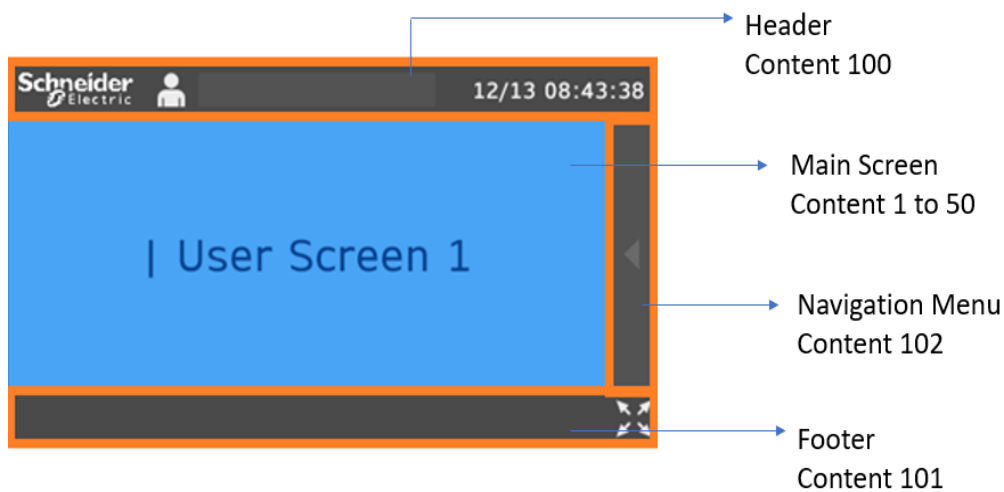 Header
Content 100
Schneider
Electric
12/13 08:43:38
Main Screen
Content 1 to 50
| User Screen 1
Navigation Menu
Content 102
Footer
Content 101